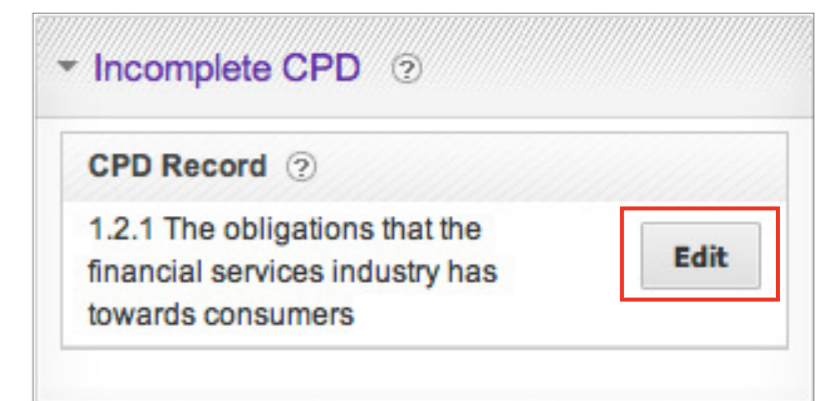 Incomplete CPD ?
CPD Record ?
1.2.1 The obligations that the
financial services industry has
towards consumers
Edit